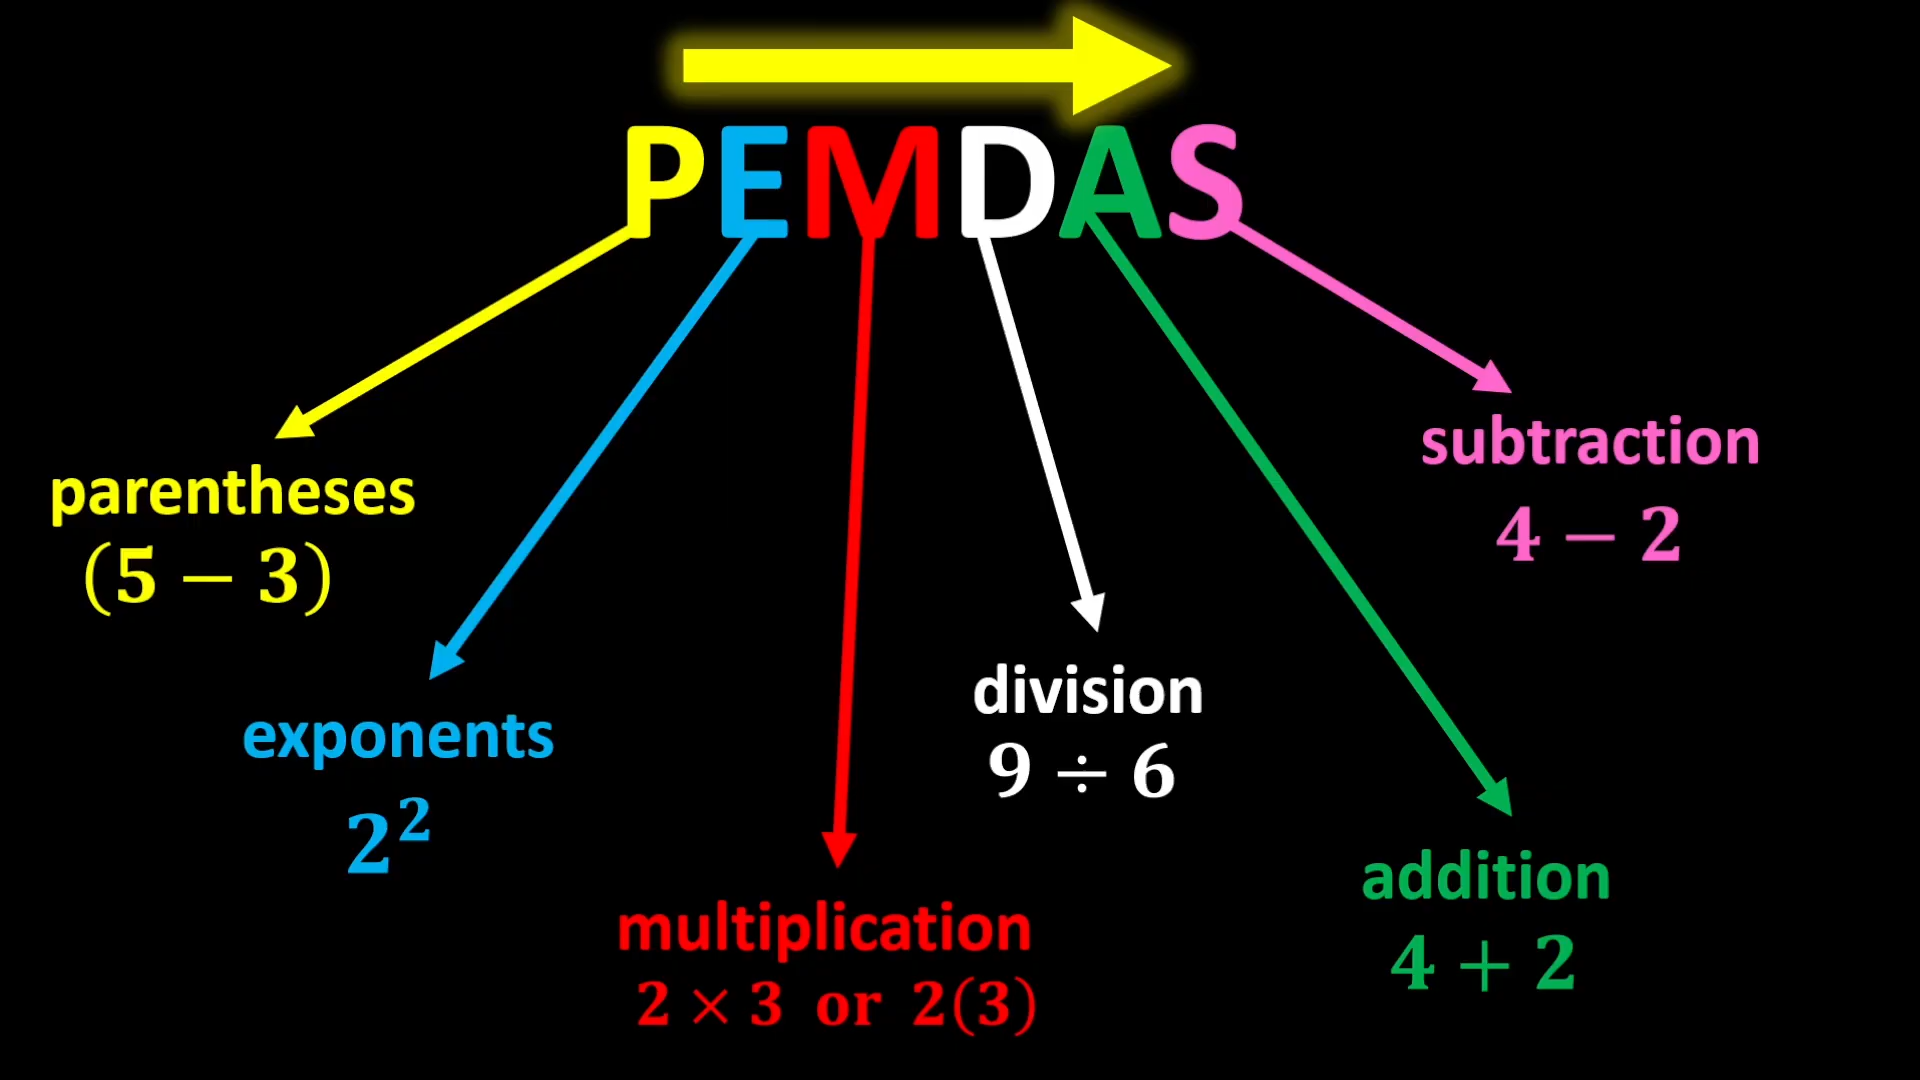 PEMDAS
parentheses
(5 − 3)
exponents
2²
multiplication
2 × 3 or 2(3)
division
9 ÷ 6
addition
4 + 2
subtraction
4 − 2